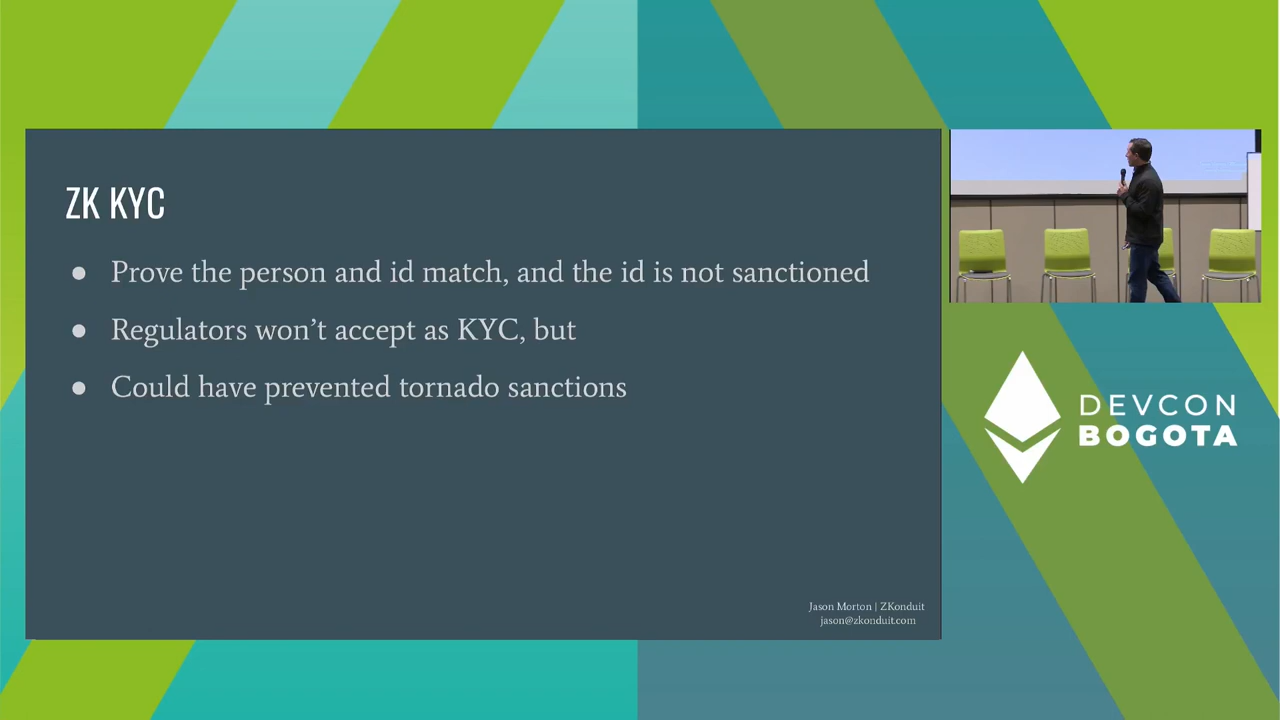 ZK KYC
● Prove the person and id match, and the id is not sanctioned
● Regulators won’t accept as KYC, but
● Could have prevented tornado sanctions
Jason Morton | ZKonduit
jason@zkonduit.com
DEVCON
BOGOTA